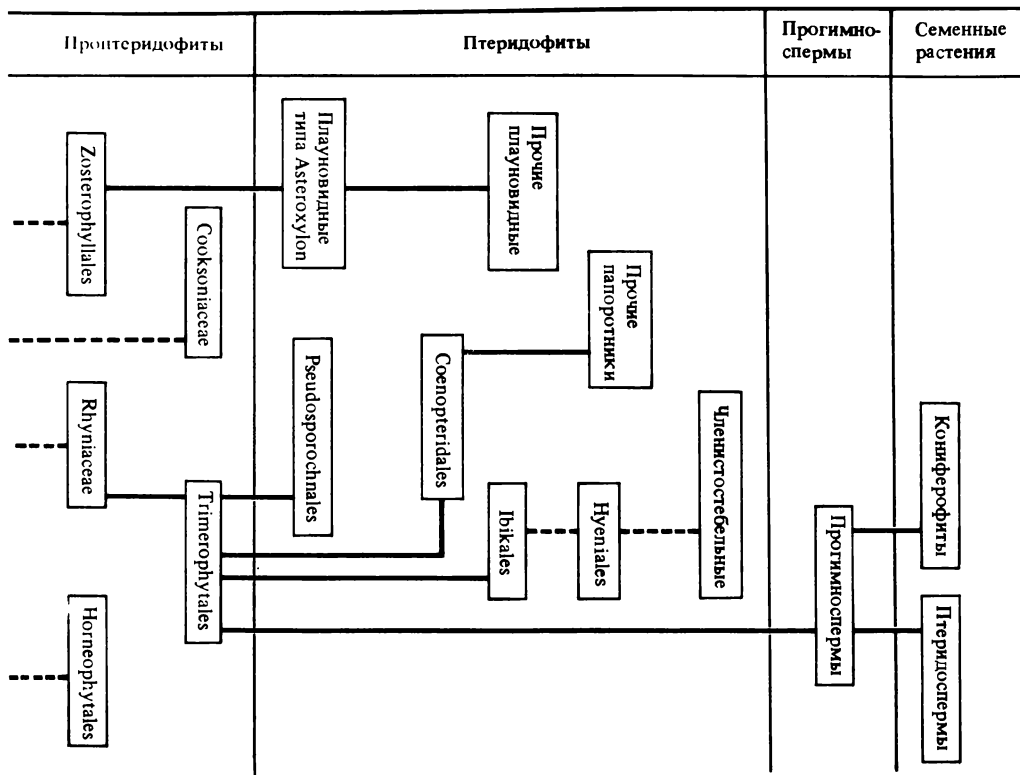 Проптеридофиты
Птеридофиты
Прогимно-
спермы
Семенные
растения
Zosterophyllales
Cooksoniaceae
Rhyniaceae
Trimerophytales
Horneophytales
Плауновидные
типа Asteroxylon
Прочие
плауновидные
Прочие
папоротники
Coenopteridales
Pseudosporochnales
Ibikales
Hyeniales
Членистостебельные
Прогимноспермы
Кониферофиты
Птеридоспермы